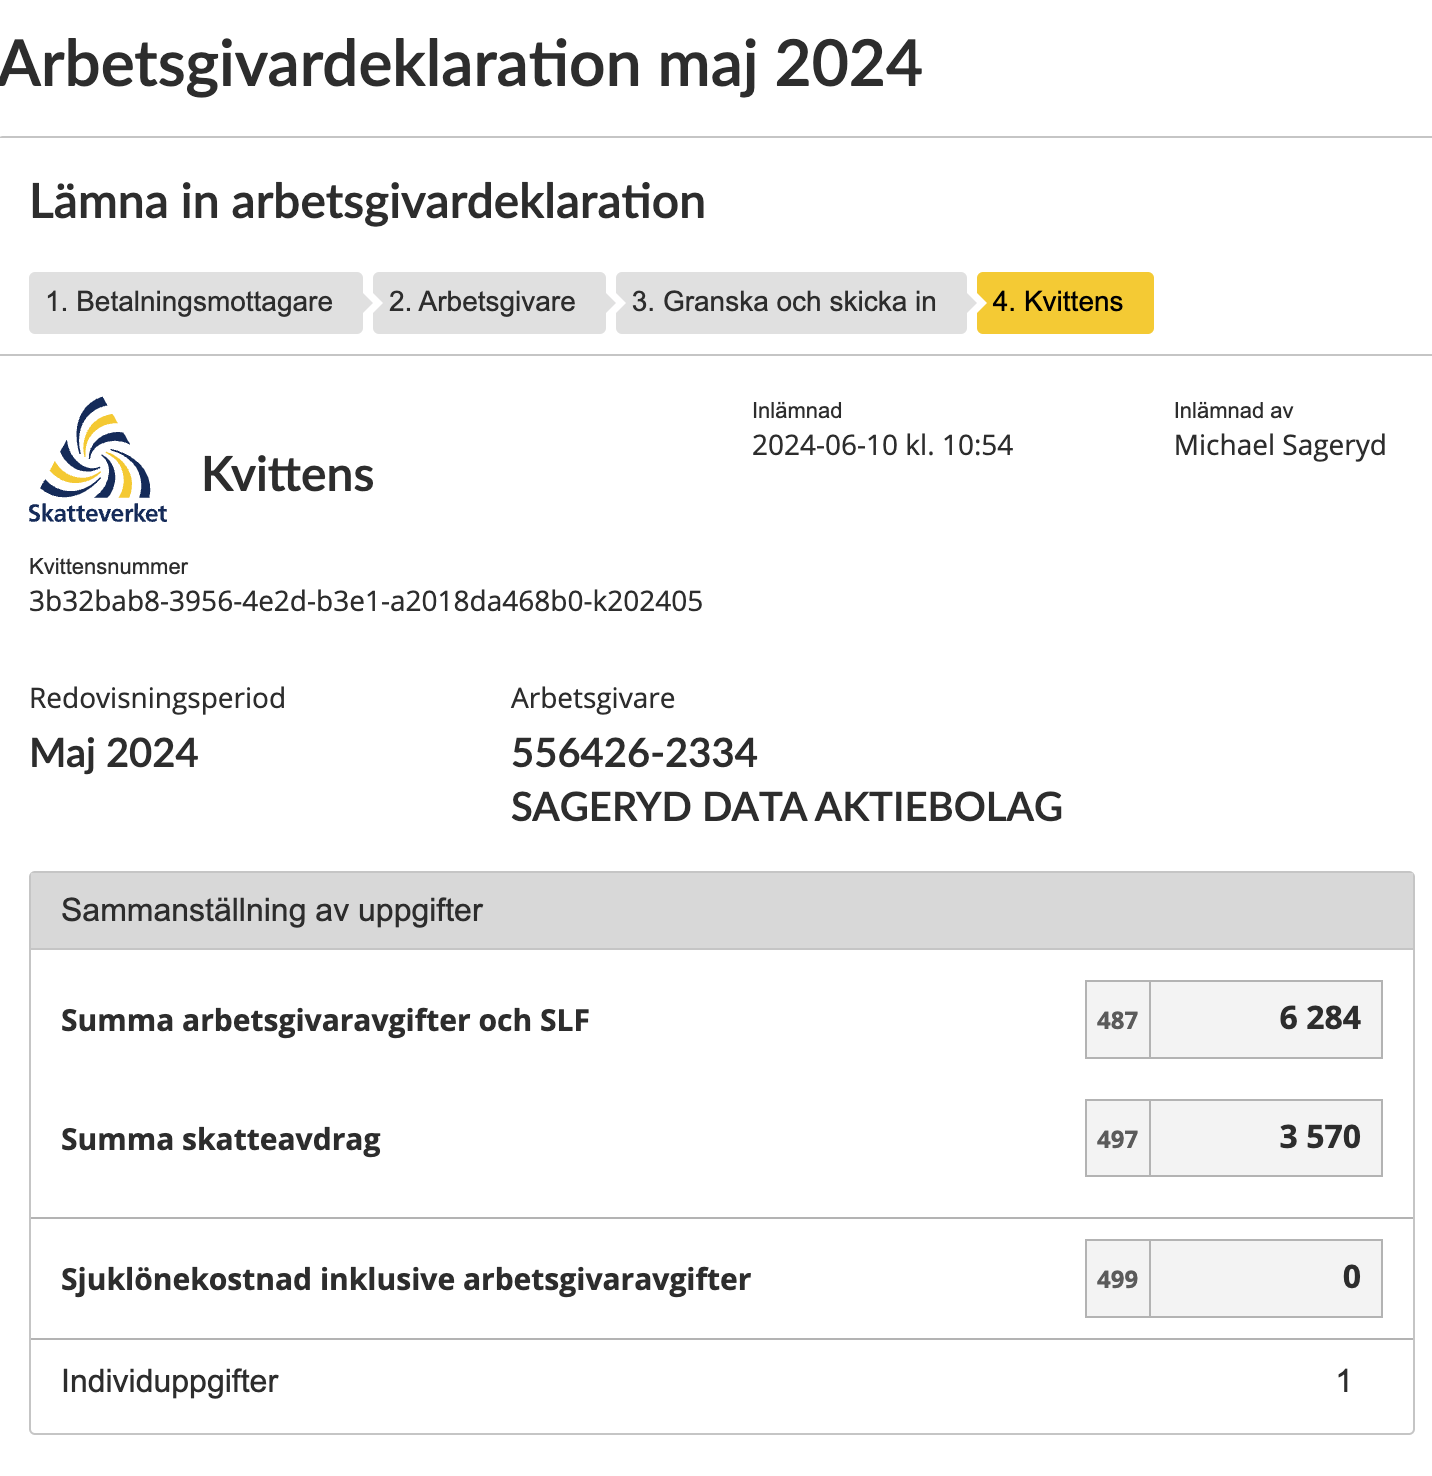 Arbetsgivardeklaration maj 2024
Lämna in arbetsgivardeklaration
1. Betalningsmottagare 2. Arbetsgivare 3. Granska och skicka in 4. Kvittens
Skatteverket
Kvittens
Inlämnad
2024-06-10 kl. 10:54
Inlämnad av
Michael Sageryd
Kvittensnummer
3b32bab8-3956-4e2d-b3e1-a2018da468b0-k202405
Redovisningsperiod
Maj 2024
Arbetsgivare
556426-2334
SAGERYD DATA AKTIEBOLAG
Sammanställning av uppgifter
Summa arbetsgivaravgifter och SLF 487 6 284
Summa skatteavdrag 497 3 570
Sjuklönekostnad inklusive arbetsgivaravgifter 499 0
Individuppgifter 1